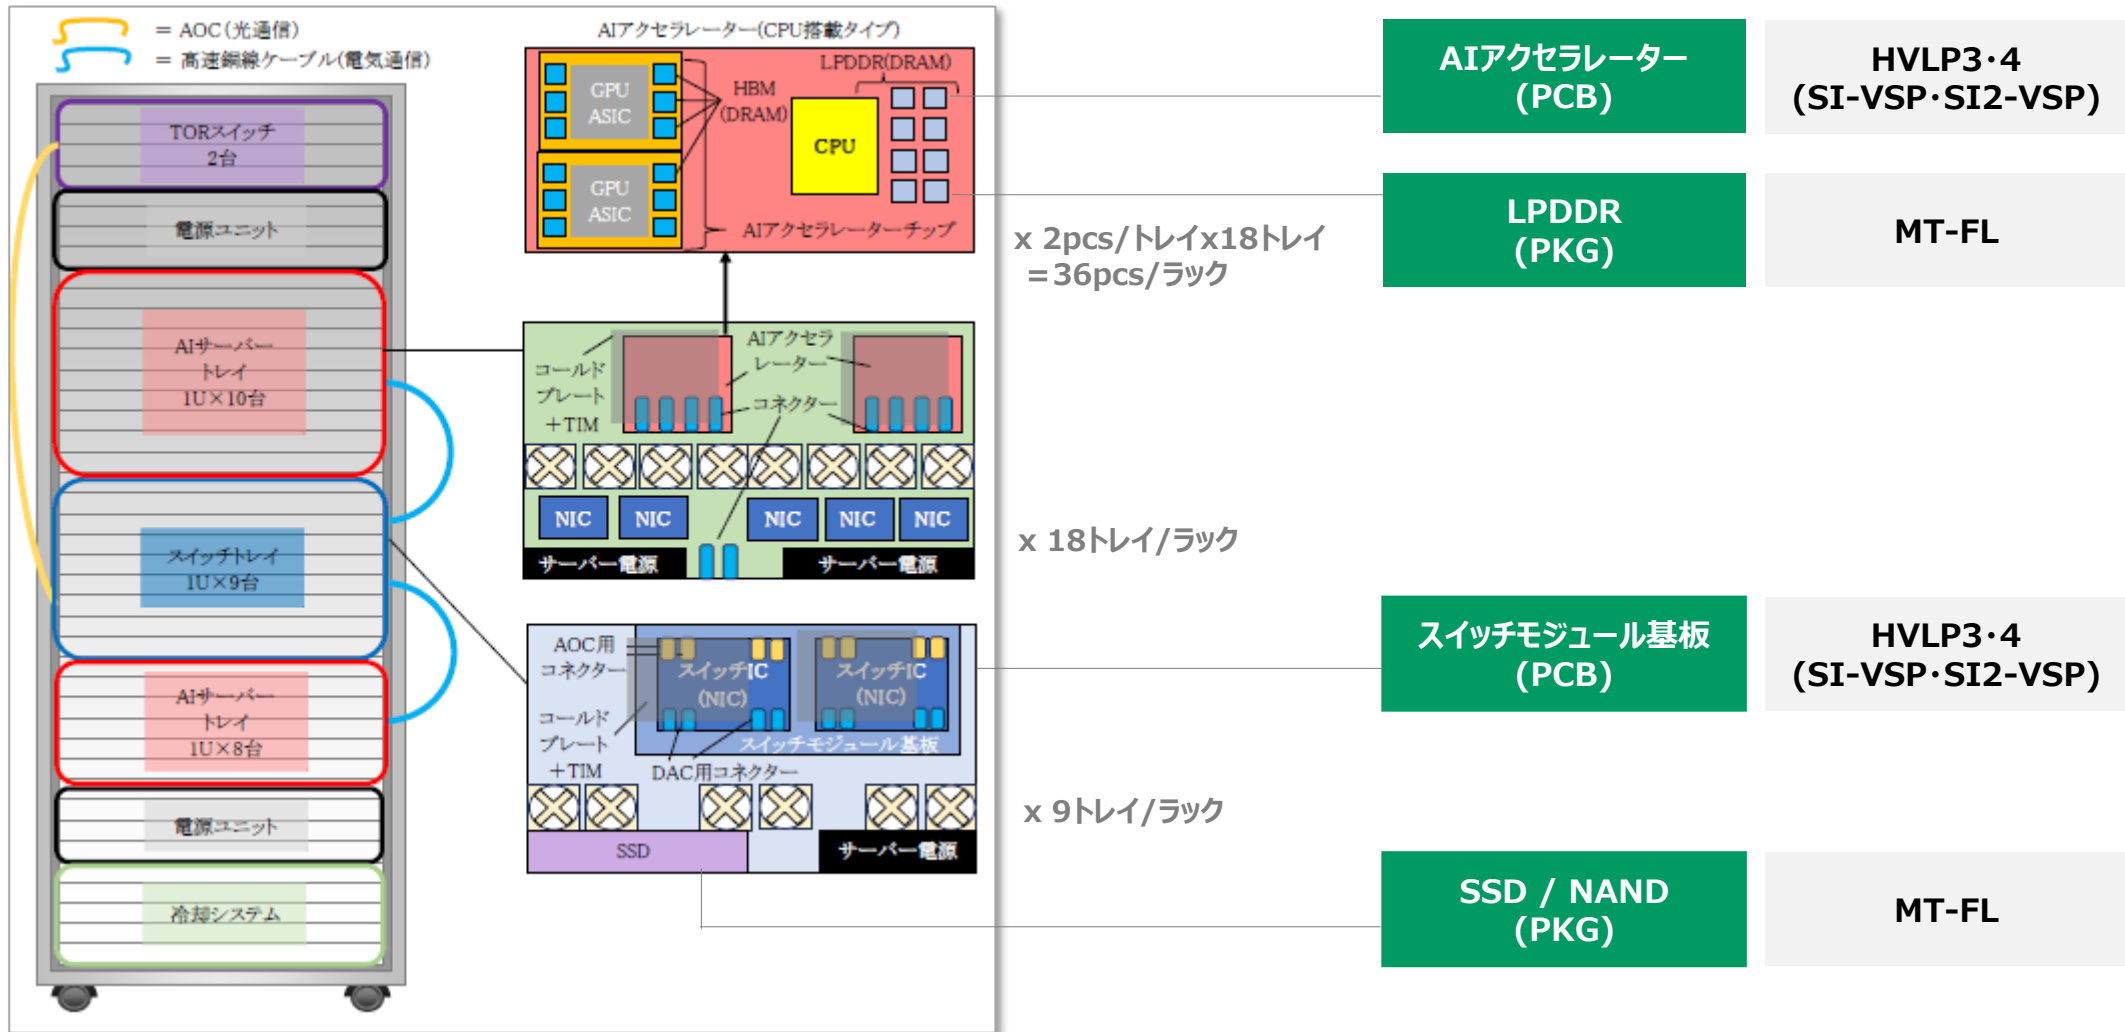 = AOC(光通信)
= 高速銅線ケーブル(電気通信)
TORスイッチ
2台
電源ユニット
AIサーバー
トレイ
1U×10台
スイッチトレイ
1U×9台
AIサーバー
トレイ
1U×8台
電源ユニット
冷却システム
AIアクセラレーター(CPU搭載タイプ)
GPU
ASIC
HBM
(DRAM)
LPDDR(DRAM)
CPU
GPU
ASIC
AIアクセラレーターチップ
コールド
プレート
+TIM
AIアクセラ
レーター
コネクター
NIC
NIC
NIC
NIC
NIC
サーバー電源
サーバー電源
AOC用
コネクター
スイッチIC
(NIC)
スイッチIC
(NIC)
コールド
プレート
+TIM
スイッチモジュール基板
DAC用コネクター
SSD
サーバー電源
x 2pcs/トレイx18トレイ
=36pcs/ラック
x 18トレイ/ラック
x 9トレイ/ラック
AIアクセラレーター
(PCB)
HVLP3・4
(SI-VSP・SI2-VSP)
LPDDR
(PKG)
MT-FL
スイッチモジュール基板
(PCB)
HVLP3・4
(SI-VSP・SI2-VSP)
SSD / NAND
(PKG)
MT-FL